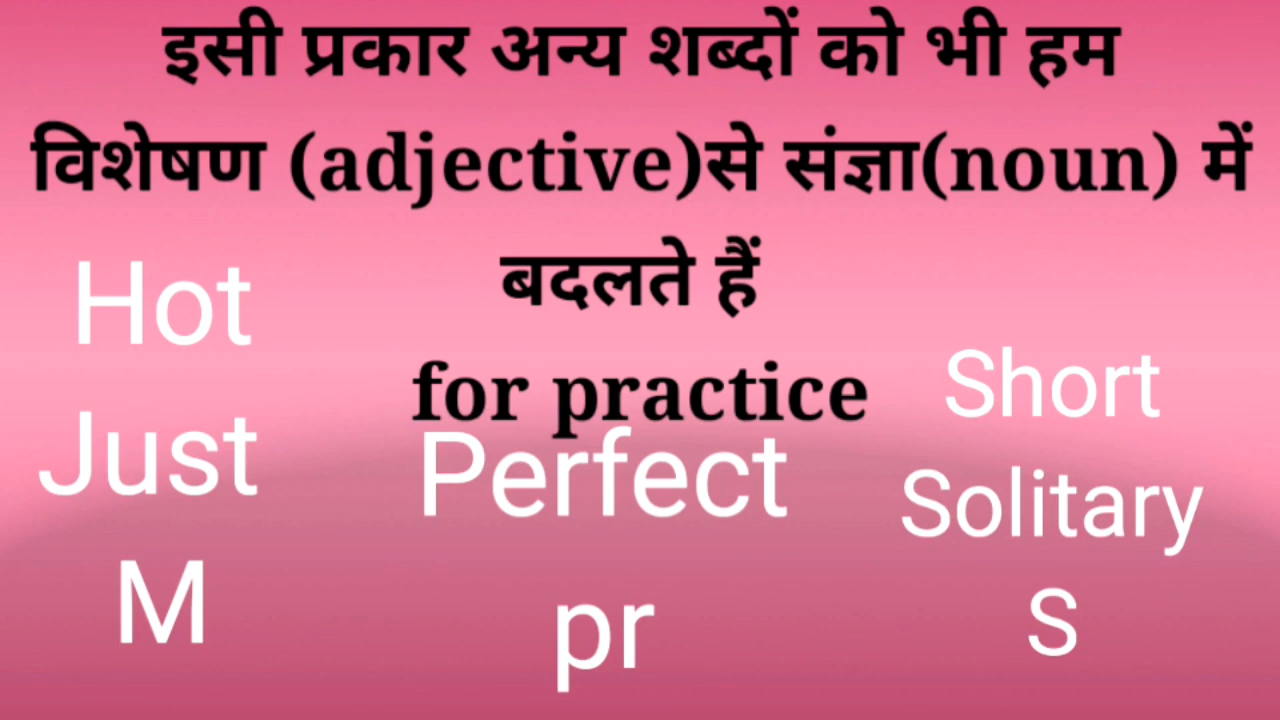 इसी प्रकार अन्य शब्दों को भी हम
विशेषण (adjective)से संज्ञा(noun) में
बदलते हैं
for practice
Hot
Just
M
Perfect
pr
Short
Solitary
S